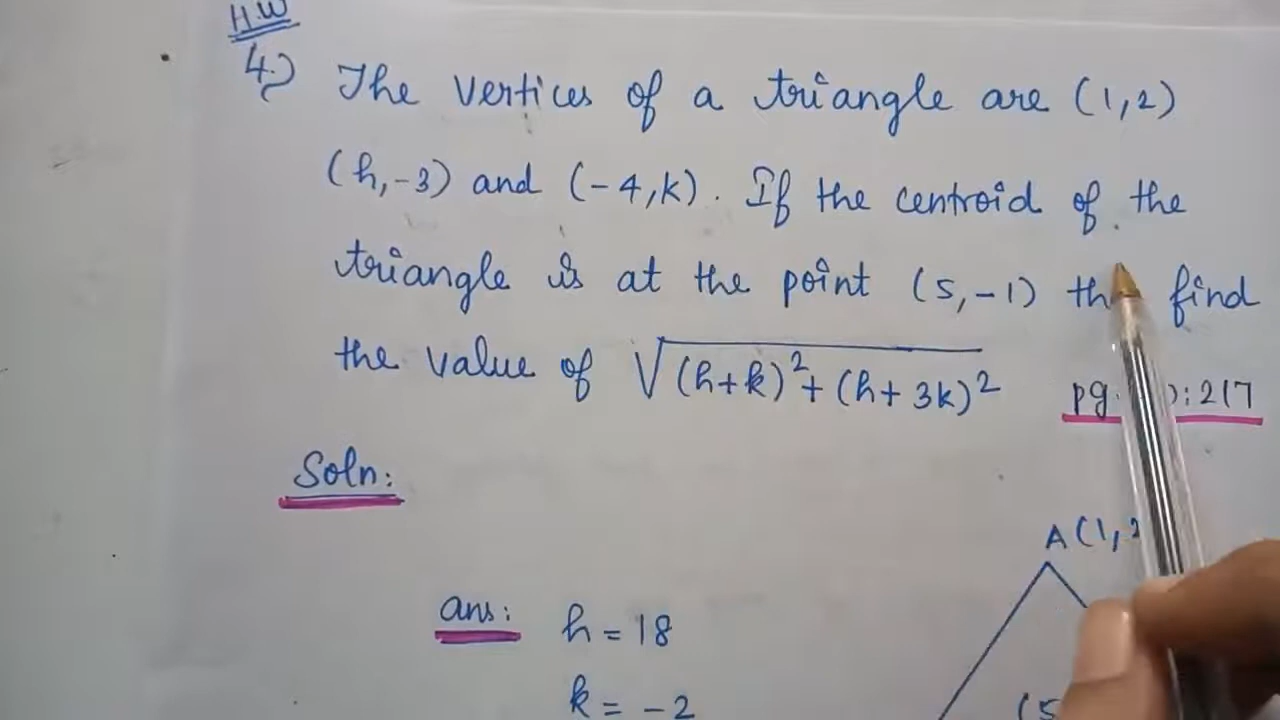 H.W
4.) The vertices of a triangle are (1,2)
(h,-3) and (-4,k). If the centroid of the
triangle is at the point (5,-1) find
the value of √(h+k)²+(h+3k)²
pg. :217
Soln:
A(1,
ans: h = 18
k = -2
(5